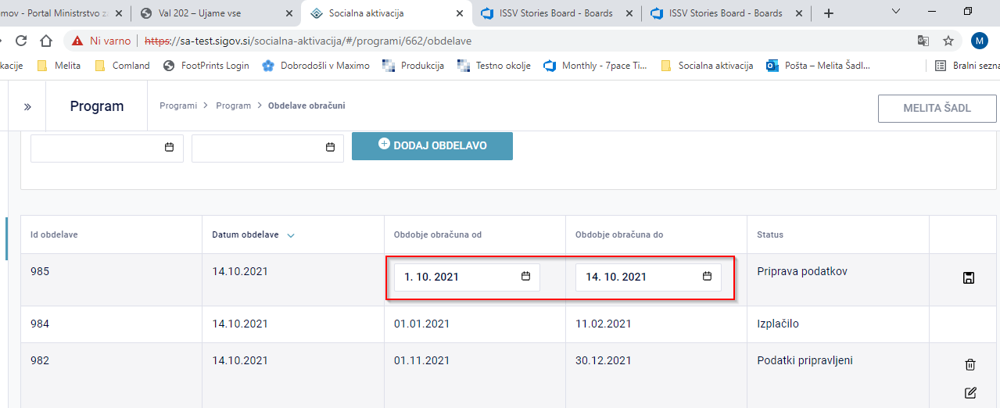 mov - Portal Ministrstvo za
Val 202 – Ujame vse
Socialna aktivacija
ISSV Stories Board - Boards
ISSV Stories Board - Boards
Ni varno | https://sa-test.sigov.si/socialna-aktivacija/#/programi/662/obdelave
M
kacije
Melita
Comland
FootPrints Login
Dobrodošli v Maximo
Produkcija
Testno okolje
Monthly - 7pace Ti...
Socialna aktivacija
Pošta – Melita Šadl...
Bralni sezna
Program
Programi > Program > Obdelave obračuni
MELITA ŠADL
DODAJ OBDELAVO
Id obdelave Datum obdelave Obdobje obračuna od Obdobje obračuna do Status
985 14.10.2021 1. 10. 2021 14. 10. 2021 Priprava podatkov
984 14.10.2021 01.01.2021 11.02.2021 Izplačilo
982 14.10.2021 01.11.2021 30.12.2021 Podatki pripravljeni